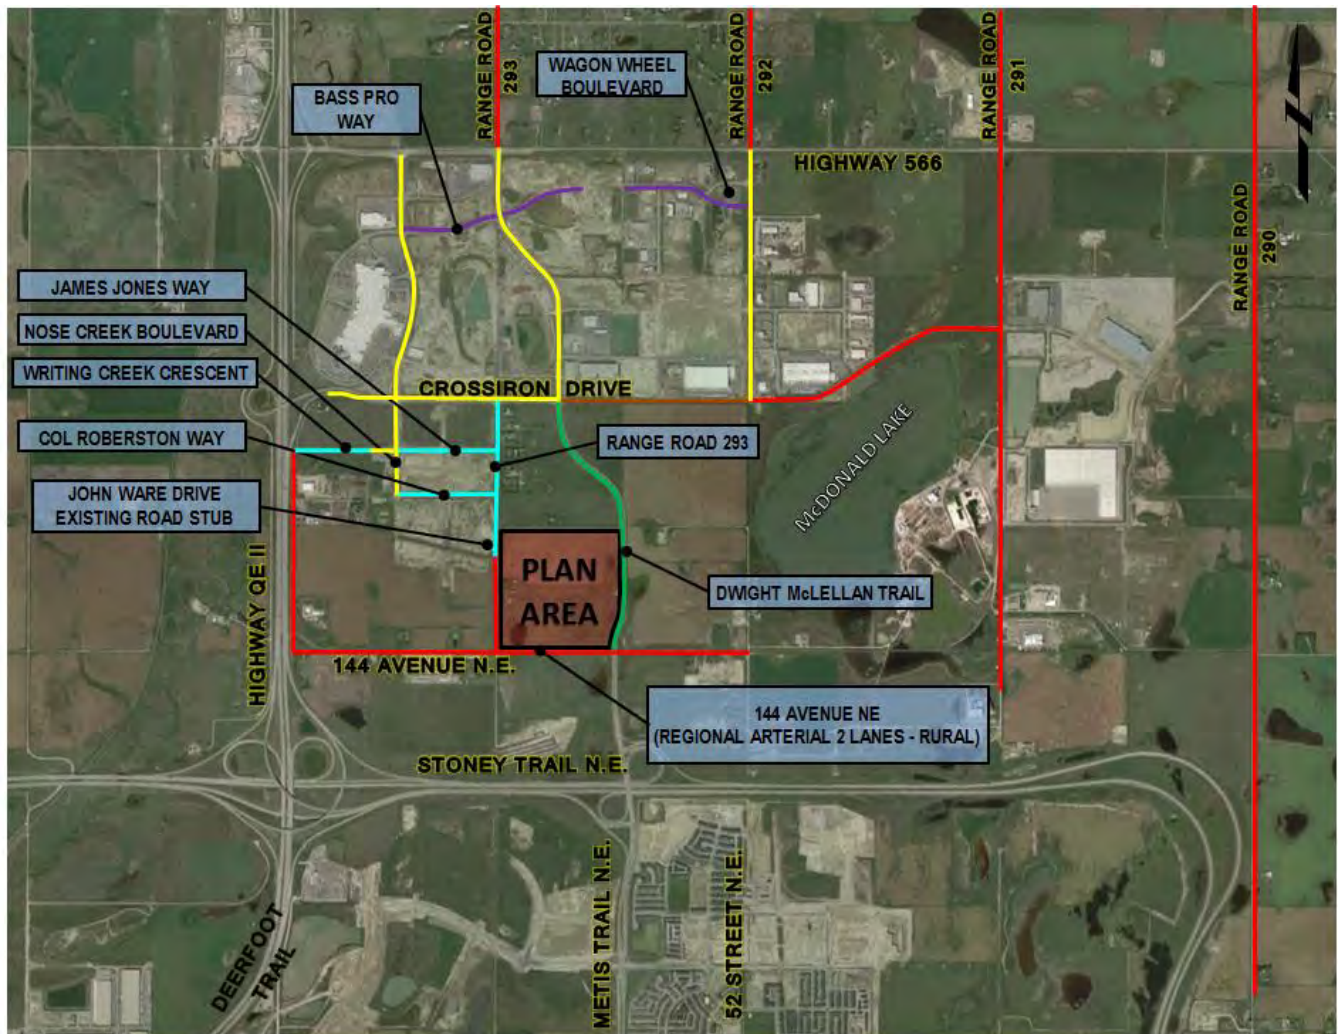 RANGE ROAD
293
RANGE ROAD
292
RANGE ROAD
291
WAGON WHEEL
BOULEVARD
BASS PRO
WAY
HIGHWAY 566
RANGE ROAD
290
JAMES JONES WAY
NOSE CREEK BOULEVARD
WRITING CREEK CRESCENT
CROSSIRON DRIVE
COL ROBERSTON WAY
RANGE ROAD 293
McDONALD LAKE
JOHN WARE DRIVE
EXISTING ROAD STUB
HIGHWAY QE II
PLAN
AREA
DWIGHT McLELLAN TRAIL
144 AVENUE N.E.
144 AVENUE NE
(REGIONAL ARTERIAL 2 LANES - RURAL)
STONEY TRAIL N.E.
DEERFOOT
TRAIL
METIS TRAIL N.E.
52 STREET N.E.